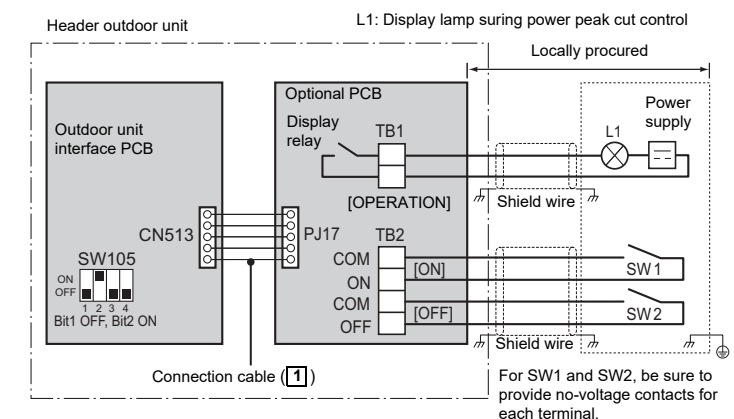 Header outdoor unit
L1: Display lamp suring power peak cut control
Locally procured
Optional PCB
Power
supply
Outdoor unit
interface PCB
Display
relay
TB1
L1
[OPERATION]
Shield wire
CN513
PJ17
TB2
SW105
ON
OFF
1 2 3 4
Bit1 OFF, Bit2 ON
COM
[ON]
ON
SW1
COM
[OFF]
OFF
SW2
Shield wire
Connection cable (1)
For SW1 and SW2, be sure to
provide no-voltage contacts for
each terminal.